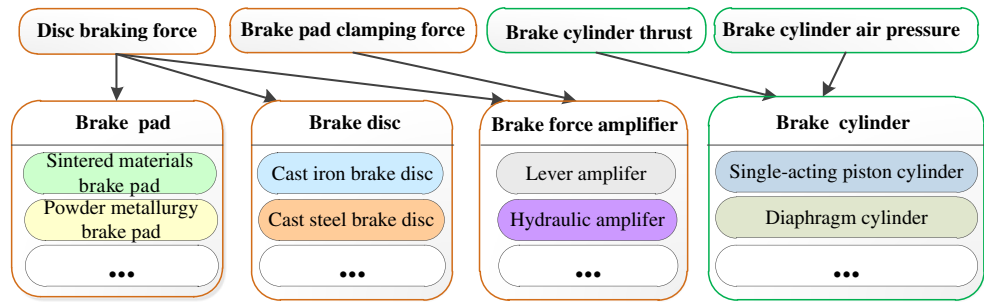 Disc braking force
Brake pad clamping force
Brake cylinder thrust
Brake cylinder air pressure
Brake pad
Sintered materials
brake pad
Powder metallurgy
brake pad
...
Brake disc
Cast iron brake disc
Cast steel brake disc
...
Brake force amplifier
Lever amplifer
Hydraulic amplifer
...
Brake cylinder
Single-acting piston cylinder
Diaphragm cylinder
...